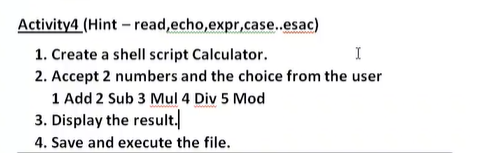 Activity4 (Hint – read,echo,expr,case..esac)
1. Create a shell script Calculator.
2. Accept 2 numbers and the choice from the user
1 Add 2 Sub 3 Mul 4 Div 5 Mod
3. Display the result.
4. Save and execute the file.